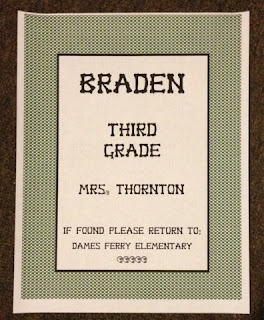 BRADEN
THIRD
GRADE
MRS. THORNTON
IF FOUND PLEASE RETURN TO:
DAMES FERRY ELEMENTARY